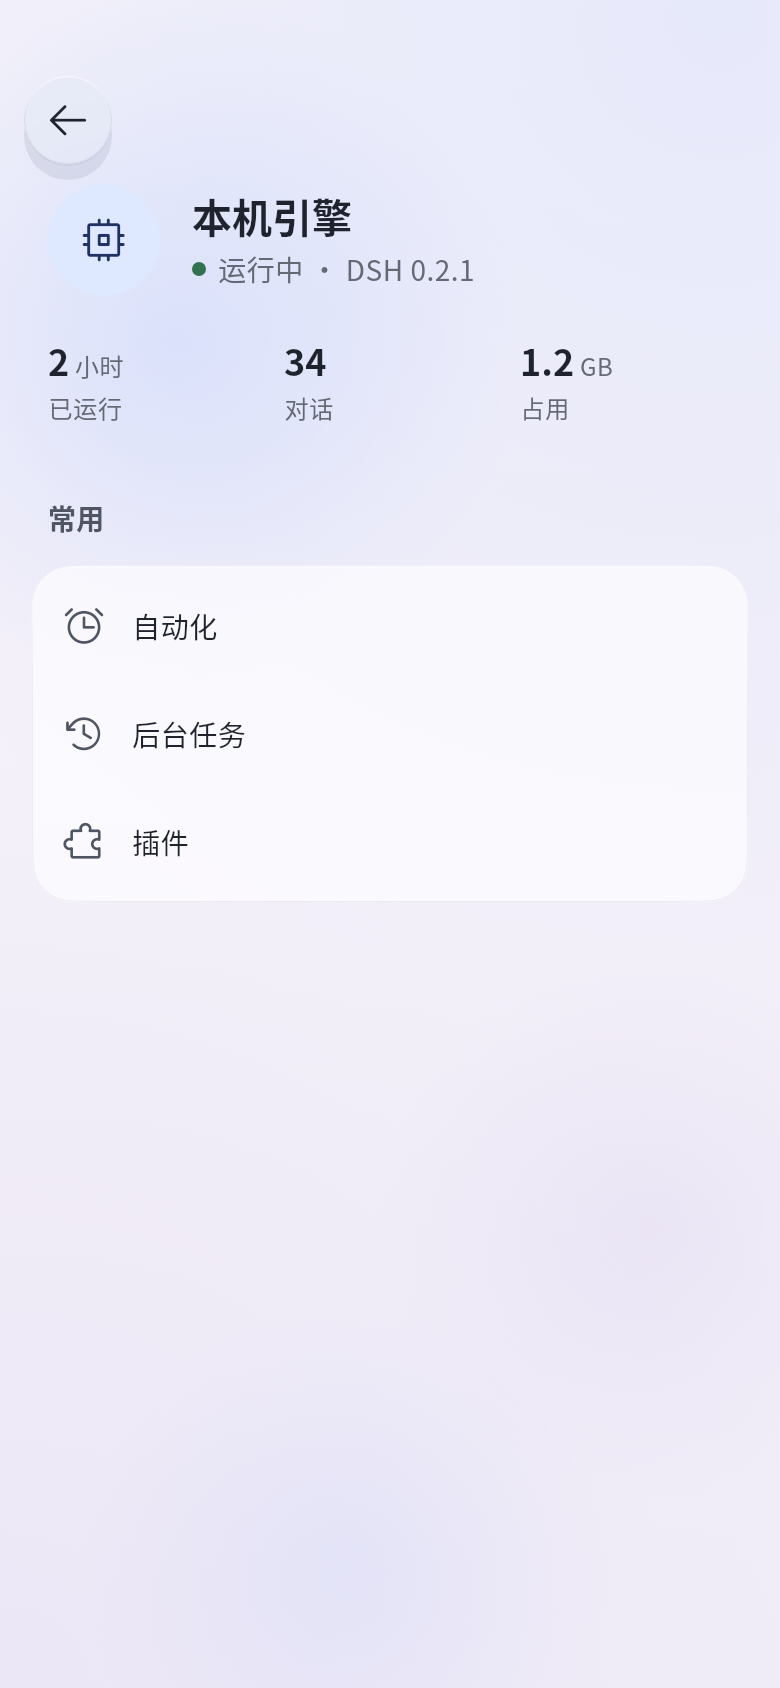 本机引擎
运行中 · DSH 0.2.1
2 小时
已运行
34
对话
1.2 GB
占用
常用
自动化
后台任务
插件